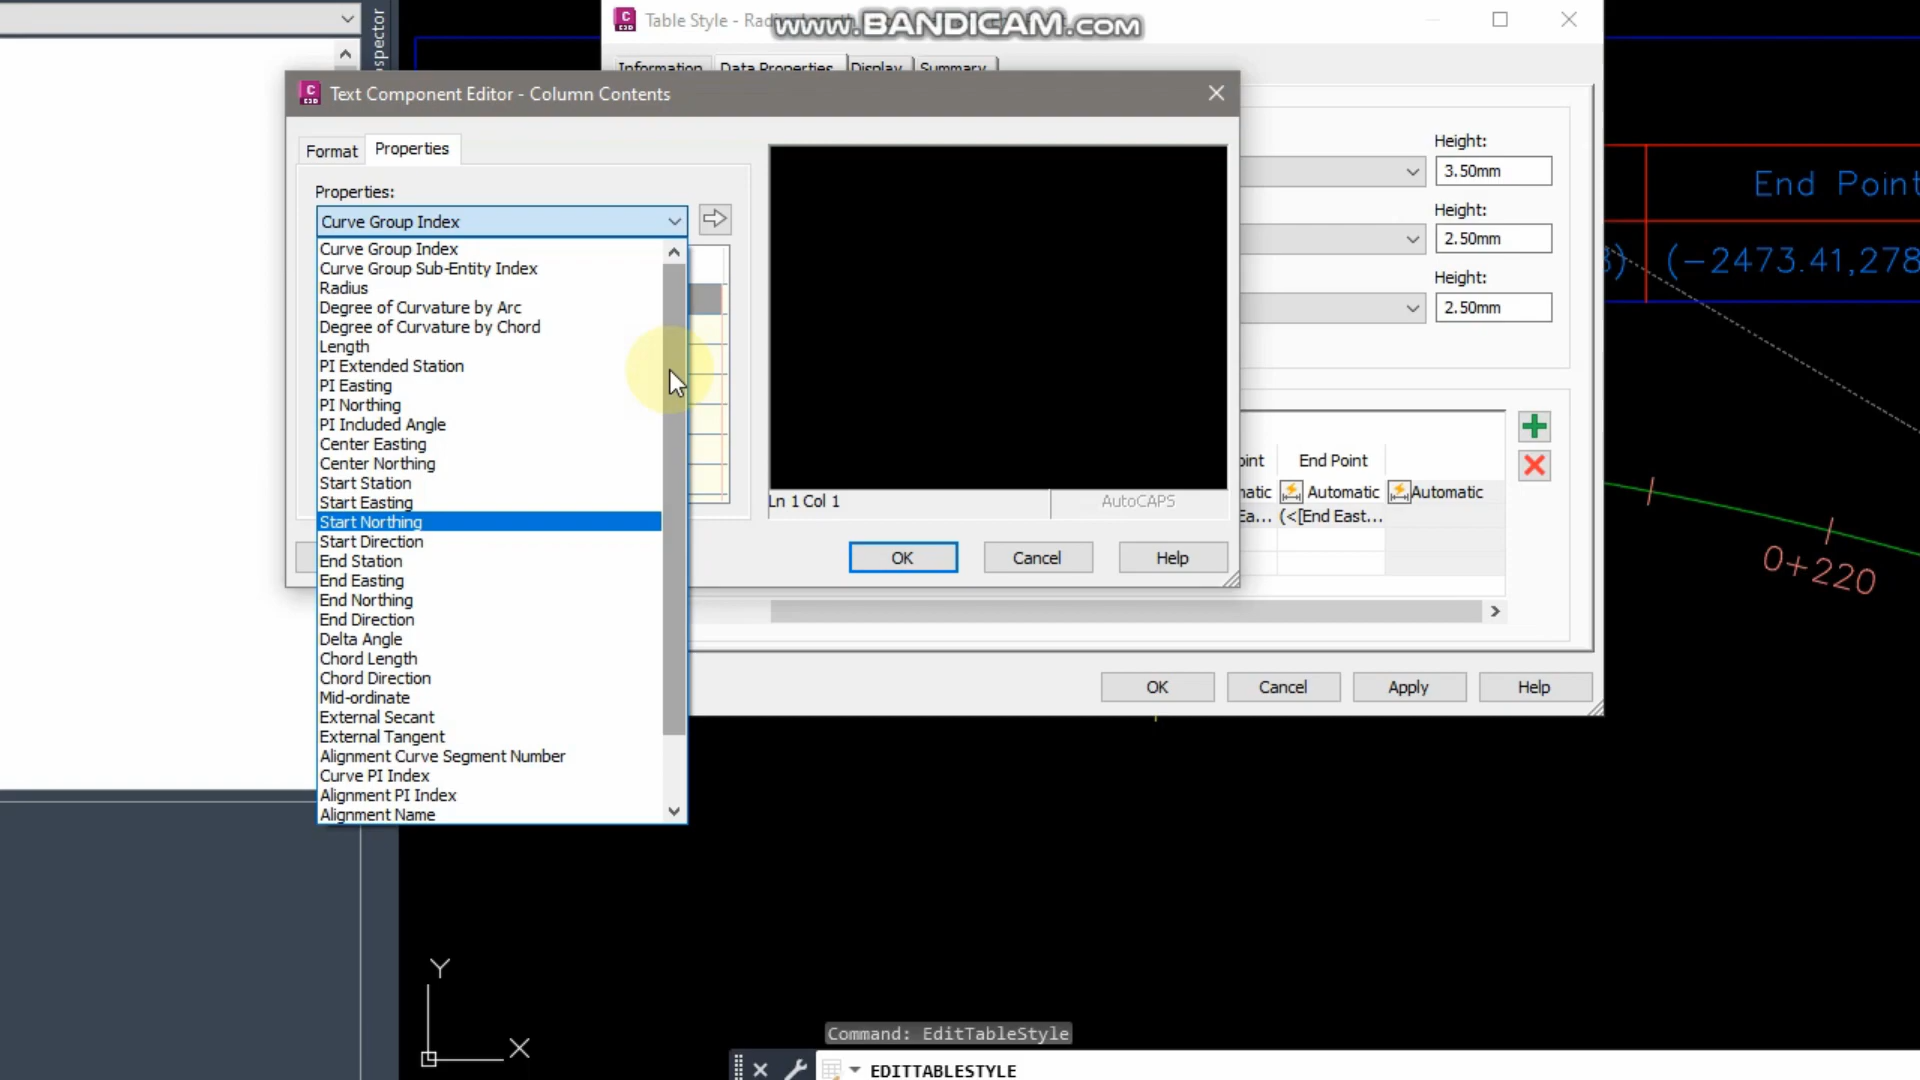 Table Style - Rad
www.BANDICAM.com
Information
Data Properties
Display
Summary
Text Component Editor - Column Contents
Format
Properties
Properties:
Curve Group Index
Curve Group Index
Curve Group Sub-Entity Index
Radius
Degree of Curvature by Arc
Degree of Curvature by Chord
Length
PI Extended Station
PI Easting
PI Northing
PI Included Angle
Center Easting
Center Northing
Start Station
Start Easting
Start Northing
Start Direction
End Station
End Easting
End Northing
End Direction
Delta Angle
Chord Length
Chord Direction
Mid-ordinate
External Secant
External Tangent
Alignment Curve Segment Number
Curve PI Index
Alignment PI Index
Alignment Name
Ln 1 Col 1
AutoCAPS
OK
Cancel
Help
Height:
3.50mm
Height:
2.50mm
Height:
2.50mm
oint
End Point
natic
Automatic
Automatic
Ea...
(<[End East...
OK
Cancel
Apply
Help
End Point
(-2473.41,278
0+220
Y
X
Command: EditTableStyle
EDITTABLESTYLE